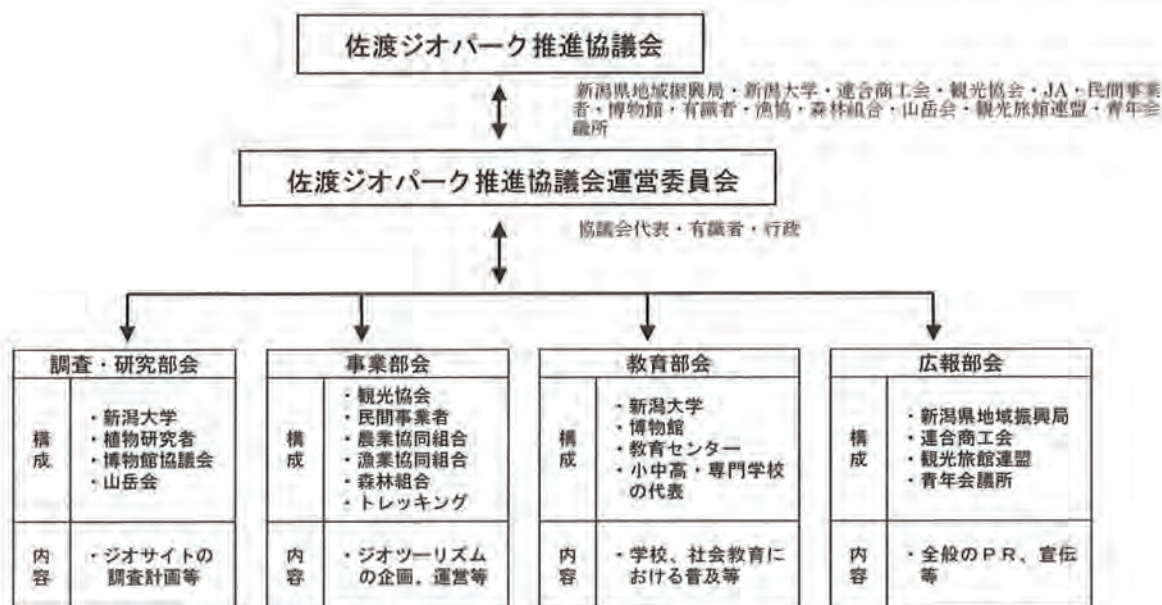 佐渡ジオパーク推進協議会
新潟県地域振興局・新潟大学・連合商工会・観光協会・JA・民間事業
者・博物館・有識者・漁協・森林組合・山岳会・観光旅館連盟・青年会
議所
佐渡ジオパーク推進協議会運営委員会
協議会代表・有識者・行政
調査・研究部会
構成
・新潟大学
・植物研究者
・博物館協議会
・山岳会
内容
・ジオサイトの
調査計画等
事業部会
構成
・観光協会
・民間事業者
・農業協同組合
・漁業協同組合
・森林組合
・トレッキング
内容
・ジオツーリズム
の企画、運営等
教育部会
構成
・新潟大学
・博物館
・教育センター
・小中高・専門学校
の代表
内容
・学校、社会教育に
おける普及等
広報部会
構成
・新潟県地域振興局
・連合商工会
・観光旅館連盟
・青年会議所
内容
・全般のPR、宣伝
等